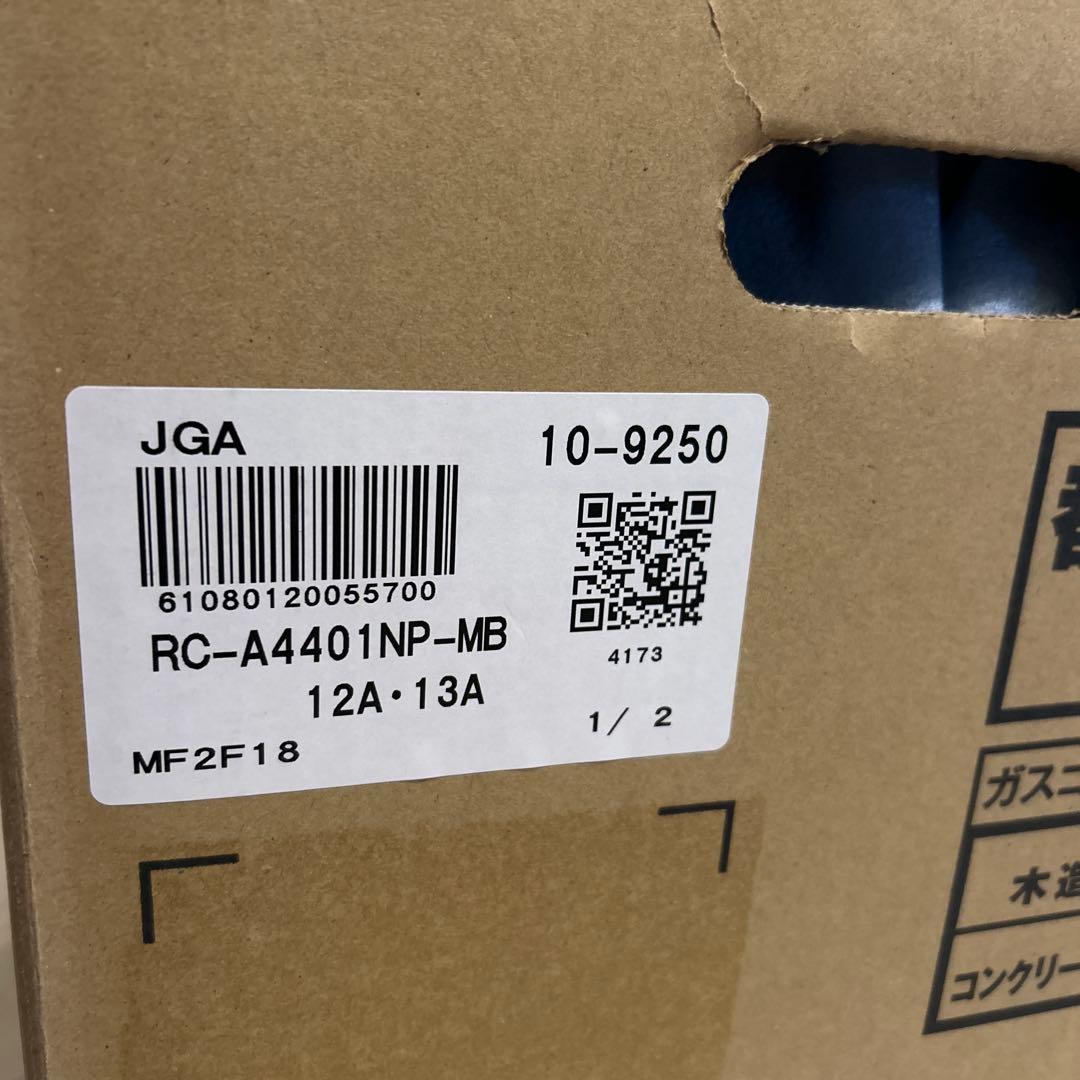 JGA
10-9250
61080120055700
RC-A4401NP-MB
4173
12A・13A
1/ 2
MF2F18
ガスコ
木造
コンクリー